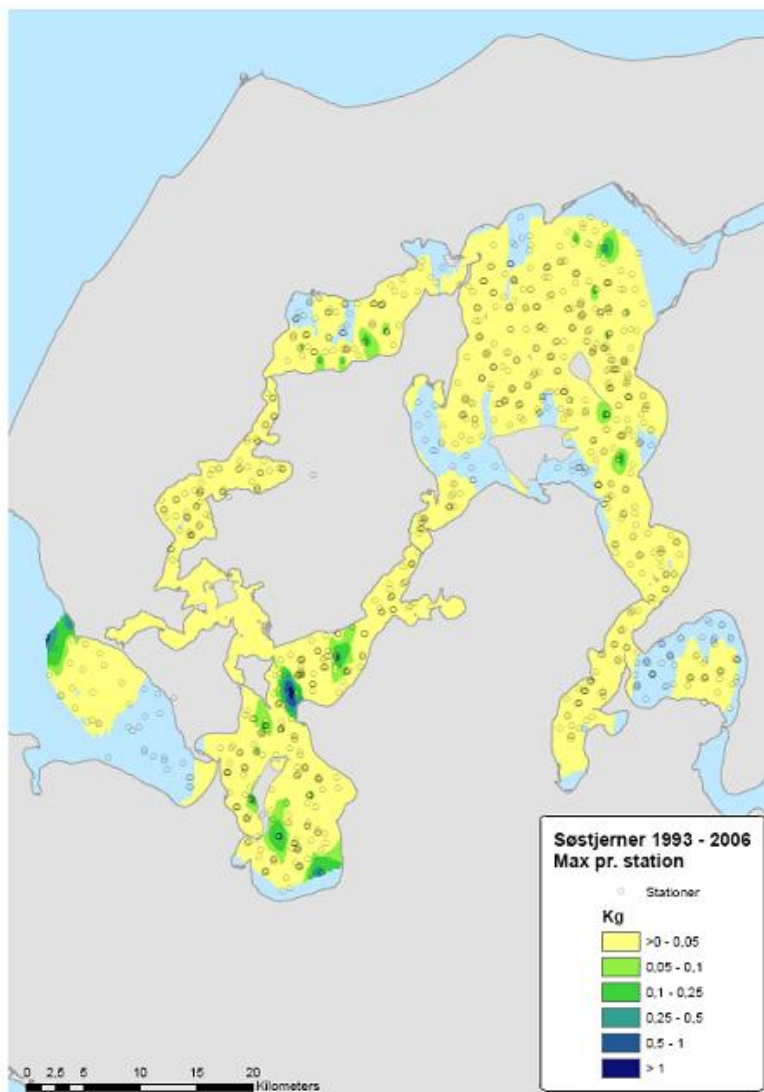 Søstjerner 1993 - 2006
Max pr. station
Stationer
Kg
>0 - 0,05
0,05 - 0,1
0,1 - 0,25
0,25 - 0,5
0,5 - 1
> 1
0 2,5 5 10 15 20
Kilometers